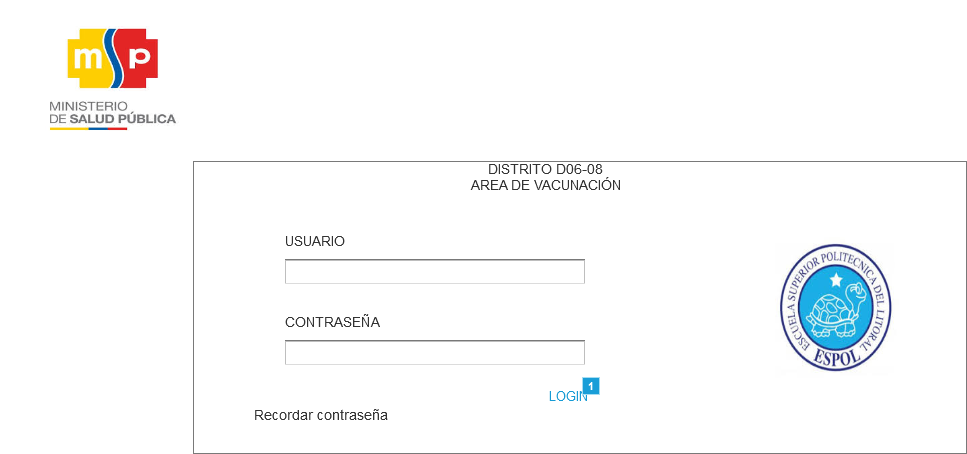 msp
MINISTERIO
DE SALUD PÚBLICA
DISTRITO D06-08
AREA DE VACUNACIÓN
USUARIO
CONTRASEÑA
1
LOGIN
Recordar contraseña
ESCUELA SUPERIOR POLITECNICA DEL LITORAL
ESPOL